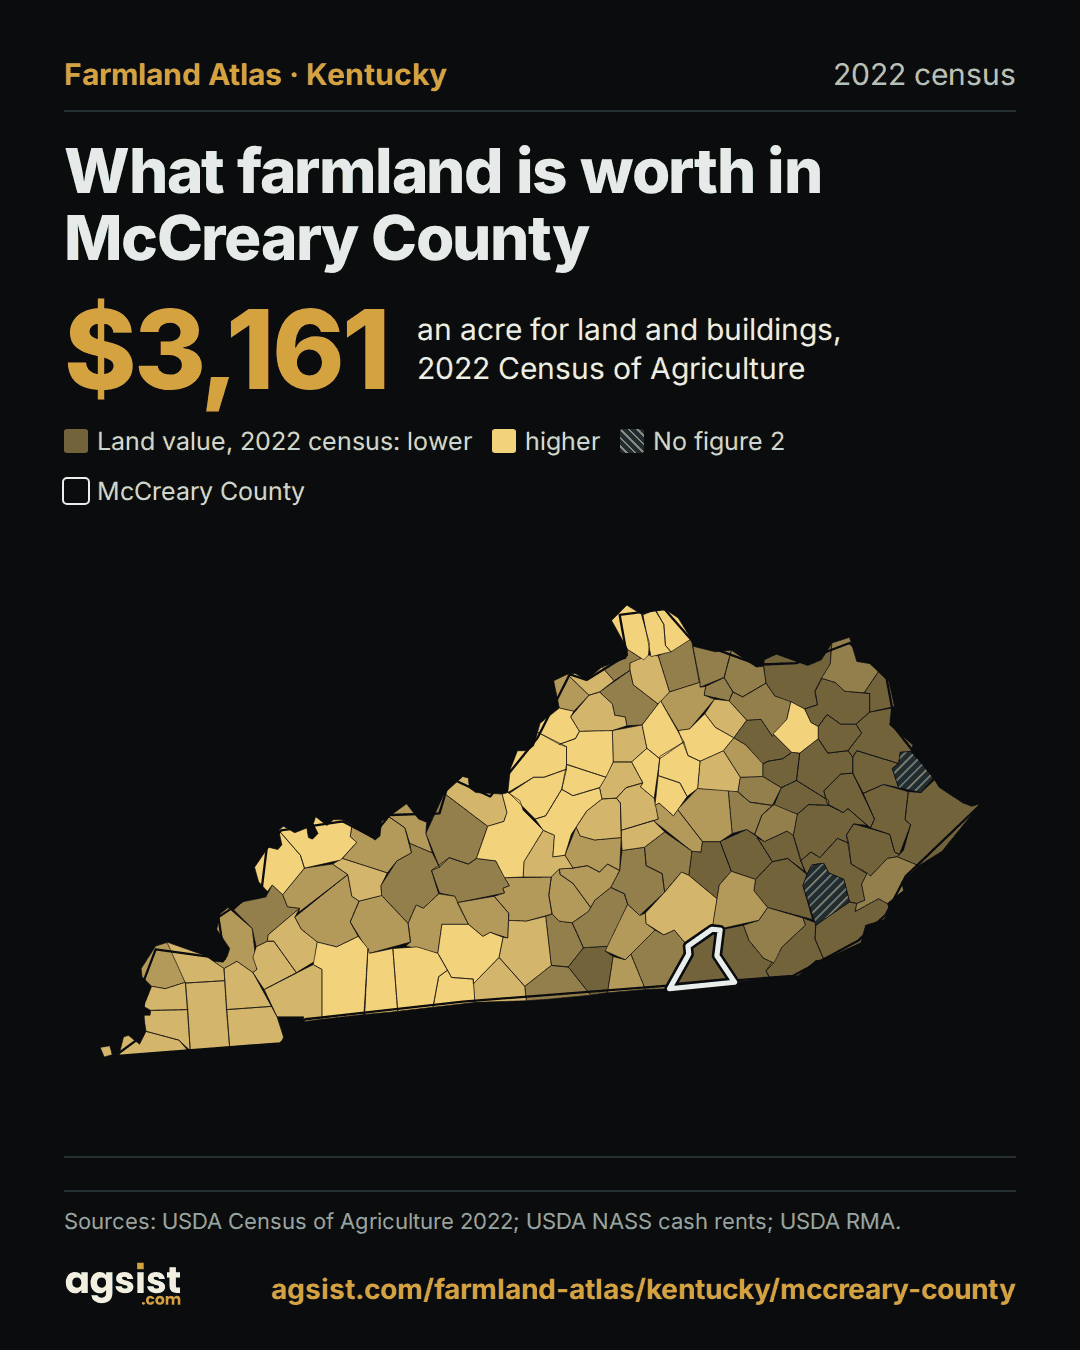 Farmland Atlas · Kentucky
2022 census
What farmland is worth in
McCreary County
$3,161
an acre for land and buildings,
2022 Census of Agriculture
Land value, 2022 census: lower higher No figure 2
McCreary County
Sources: USDA Census of Agriculture 2022; USDA NASS cash rents; USDA RMA.
agsist
.com
agsist.com/farmland-atlas/kentucky/mccreary-county